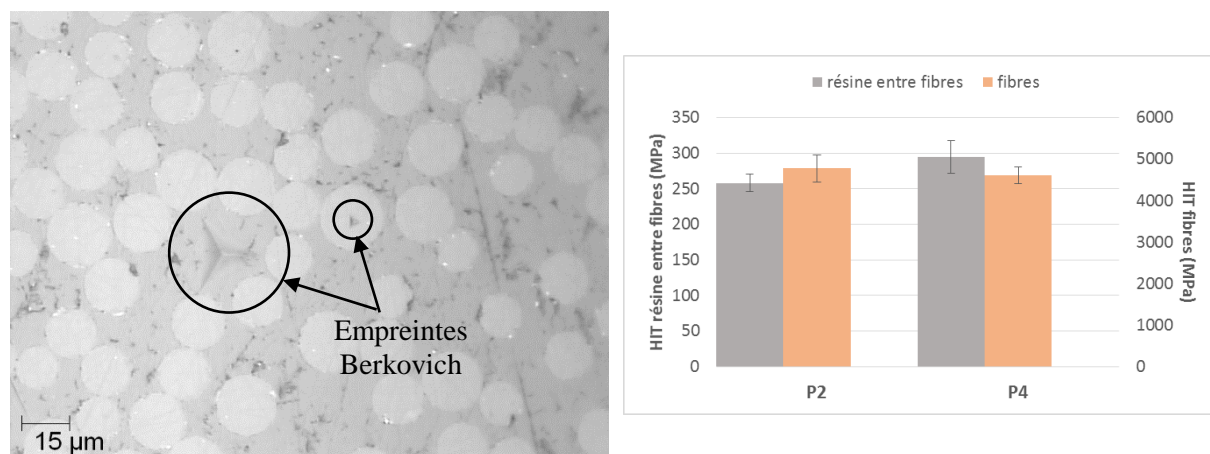 Empreintes
Berkovich
15 µm
résine entre fibres
fibres
HIT résine entre fibres (MPa)
350
300
250
200
150
100
50
0
6000
5000
4000
3000
2000
1000
0
HIT fibres (MPa)
P2
P4